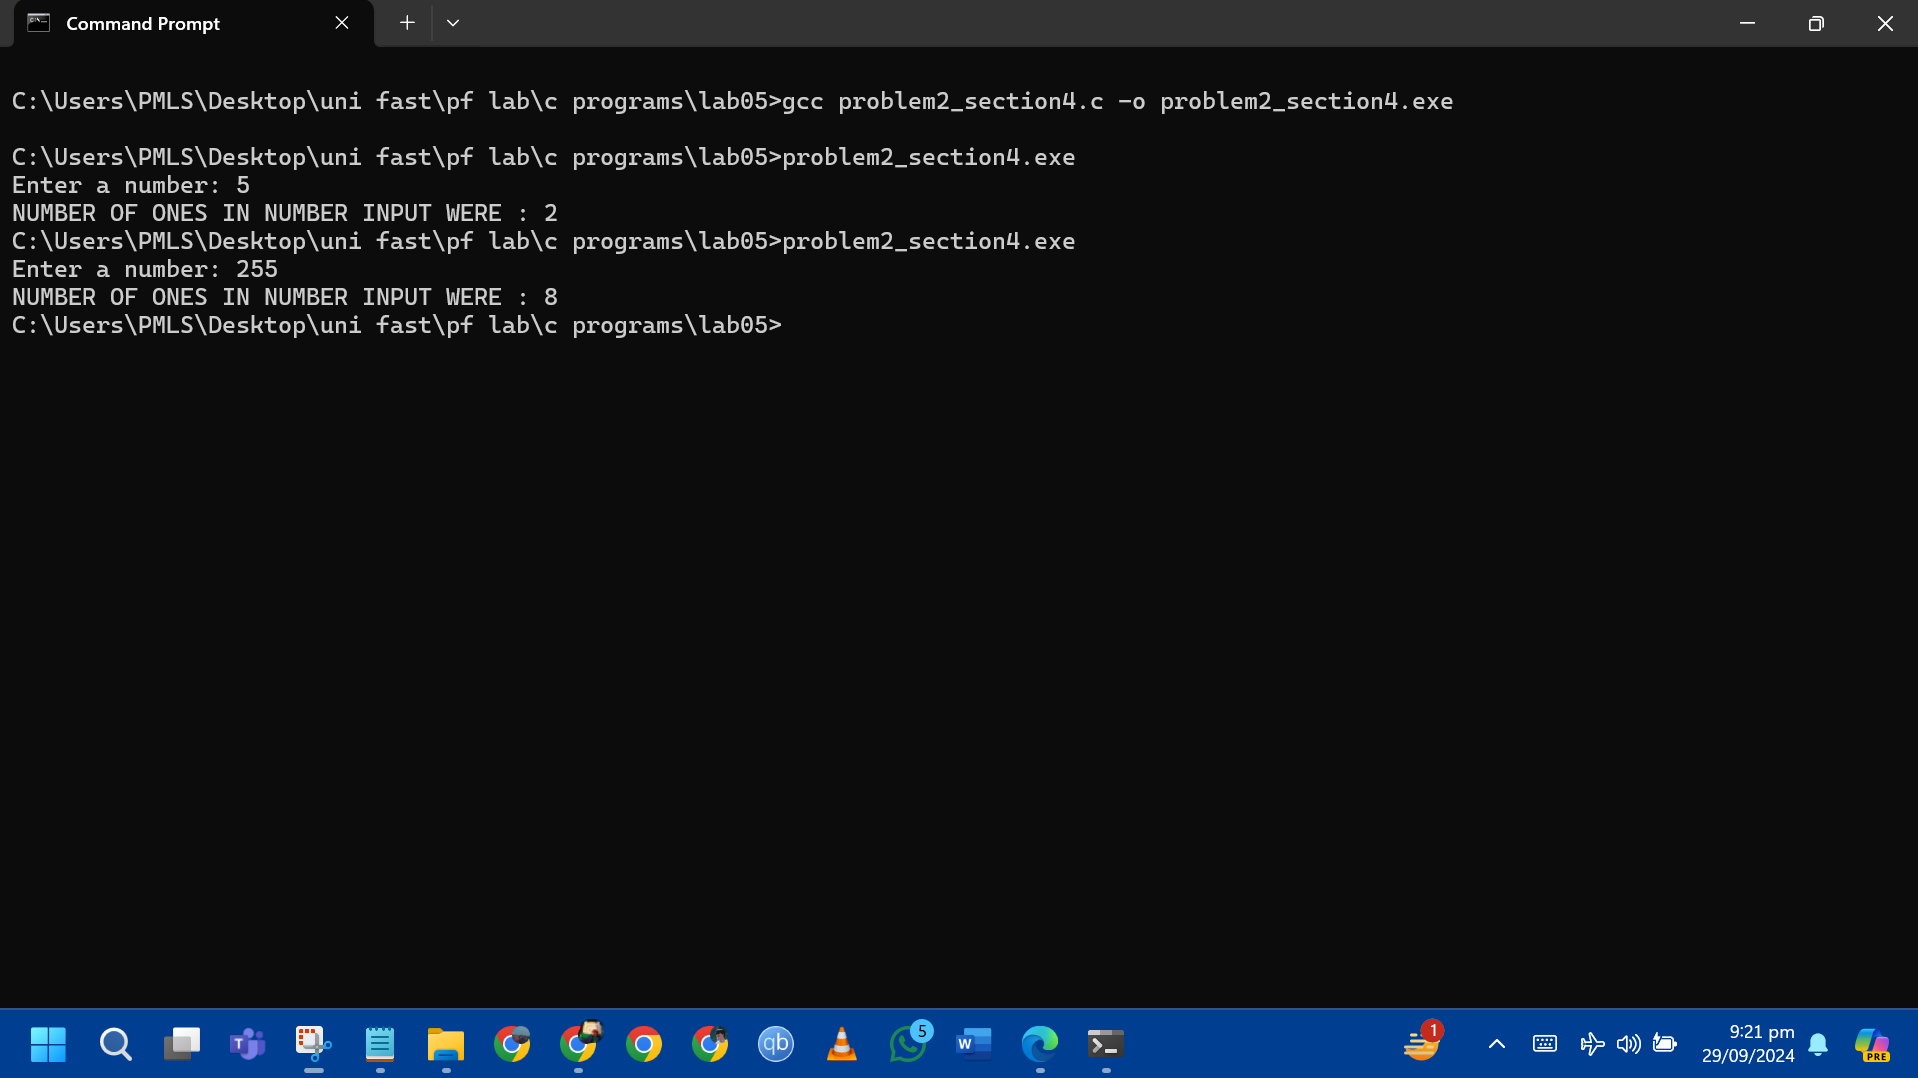 Command Prompt
C:\Users\PMLS\Desktop\uni fast\pf lab\c programs\lab05>gcc problem2_section4.c -o problem2_section4.exe
C:\Users\PMLS\Desktop\uni fast\pf lab\c programs\lab05>problem2_section4.exe
Enter a number: 5
NUMBER OF ONES IN NUMBER INPUT WERE : 2
C:\Users\PMLS\Desktop\uni fast\pf lab\c programs\lab05>problem2_section4.exe
Enter a number: 255
NUMBER OF ONES IN NUMBER INPUT WERE : 8
C:\Users\PMLS\Desktop\uni fast\pf lab\c programs\lab05>
T
qb
5
W
1
9:21 pm
29/09/2024
PRE